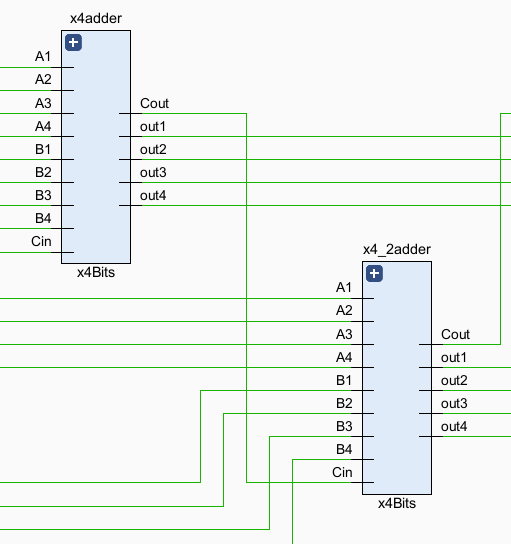 x4adder
A1
A2
A3
A4
B1
B2
B3
B4
Cin
Cout
out1
out2
out3
out4
x4Bits
x4_2adder
A1
A2
A3
A4
B1
B2
B3
B4
Cin
Cout
out1
out2
out3
out4
x4Bits